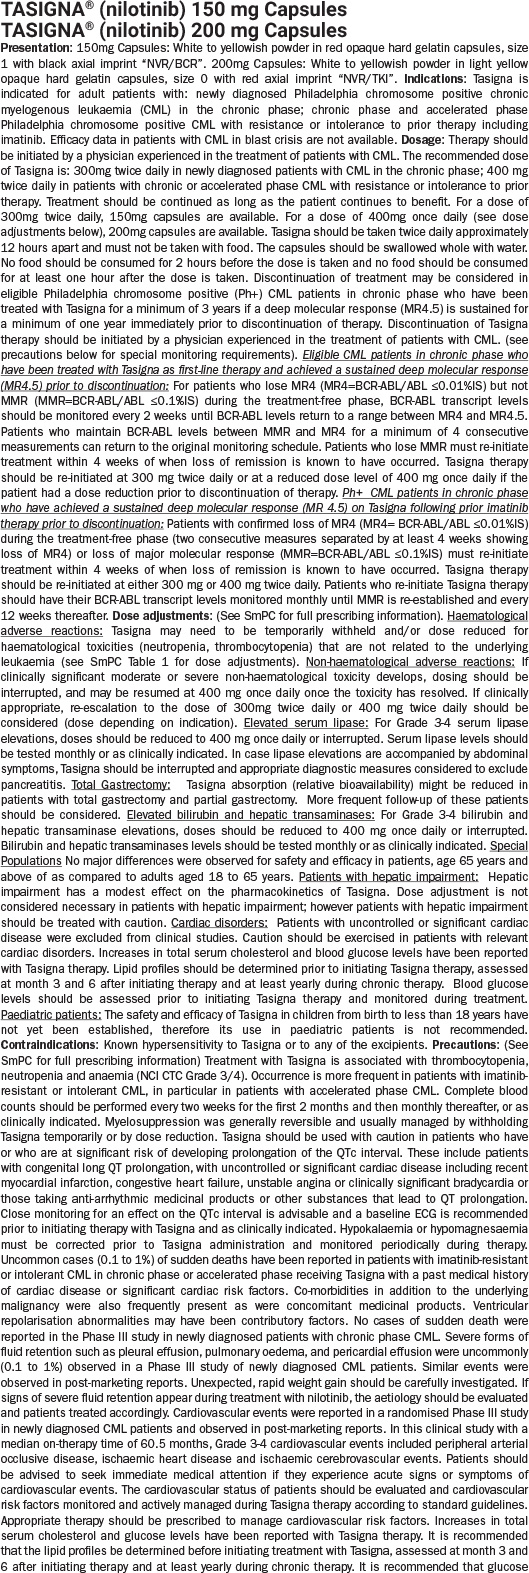 TASIGNA® (nilotinib) 150 mg Capsules
TASIGNA® (nilotinib) 200 mg Capsules
Presentation: 150mg Capsules: White to yellowish powder in red opaque hard gelatin capsules, size
1 with black axial imprint “NVR/BCR”. 200mg Capsules: White to yellowish powder in light yellow
opaque hard gelatin capsules, size 0 with red axial imprint “NVR/TKI”. Indications: Tasigna is
indicated for adult patients with: newly diagnosed Philadelphia chromosome positive chronic
myelogenous leukaemia (CML) in the chronic phase; chronic phase and accelerated phase
Philadelphia chromosome positive CML with resistance or intolerance to prior therapy including
imatinib. Efficacy data in patients with CML in blast crisis are not available. Dosage: Therapy should
be initiated by a physician experienced in the treatment of patients with CML. The recommended dose
of Tasigna is: 300mg twice daily in newly diagnosed patients with CML in the chronic phase; 400 mg
twice daily in patients with chronic or accelerated phase CML with resistance or intolerance to prior
therapy. Treatment should be continued as long as the patient continues to benefit. For a dose of
300mg twice daily, 150mg capsules are available. For a dose of 400mg once daily (see dose
adjustments below), 200mg capsules are available. Tasigna should be taken twice daily approximately
12 hours apart and must not be taken with food. The capsules should be swallowed whole with water.
No food should be consumed for 2 hours before the dose is taken and no food should be consumed
for at least one hour after the dose is taken. Discontinuation of treatment may be considered in
eligible Philadelphia chromosome positive (Ph+) CML patients in chronic phase who have been
treated with Tasigna for a minimum of 3 years if a deep molecular response (MR4.5) is sustained for
a minimum of one year immediately prior to discontinuation of therapy. Discontinuation of Tasigna
therapy should be initiated by a physician experienced in the treatment of patients with CML. (see
precautions below for special monitoring requirements). Eligible CML patients in chronic phase who
have been treated with Tasigna as first-line therapy and achieved a sustained deep molecular response
(MR4.5) prior to discontinuation: For patients who lose MR4 (MR4=BCR-ABL/ABL ≤0.01%IS) but not
MMR (MMR=BCR-ABL/ABL ≤0.1%IS) during the treatment-free phase, BCR-ABL transcript levels
should be monitored every 2 weeks until BCR-ABL levels return to a range between MR4 and MR4.5.
Patients who maintain BCR-ABL levels between MMR and MR4 for a minimum of 4 consecutive
measurements can return to the original monitoring schedule. Patients who lose MMR must re-initiate
treatment within 4 weeks of when loss of remission is known to have occurred. Tasigna therapy
should be re-initiated at 300 mg twice daily or at a reduced dose level of 400 mg once daily if the
patient had a dose reduction prior to discontinuation of therapy. Ph+ CML patients in chronic phase
who have achieved a sustained deep molecular response (MR 4.5) on Tasigna following prior imatinib
therapy prior to discontinuation: Patients with confirmed loss of MR4 (MR4= BCR-ABL/ABL ≤0.01%IS)
during the treatment-free phase (two consecutive measures separated by at least 4 weeks showing
loss of MR4) or loss of major molecular response (MMR=BCR-ABL/ABL ≤0.1%IS) must re-initiate
treatment within 4 weeks of when loss of remission is known to have occurred. Tasigna therapy
should be re-initiated at either 300 mg or 400 mg twice daily. Patients who re-initiate Tasigna therapy
should have their BCR-ABL transcript levels monitored monthly until MMR is re-established and every
12 weeks thereafter. Dose adjustments: (See SmPC for full prescribing information). Haematological
adverse reactions: Tasigna may need to be temporarily withheld and/or dose reduced for
haematological toxicities (neutropenia, thrombocytopenia) that are not related to the underlying
leukaemia (see SmPC Table 1 for dose adjustments). Non-haematological adverse reactions: If
clinically significant moderate or severe non-haematological toxicity develops, dosing should be
interrupted, and may be resumed at 400 mg once daily once the toxicity has resolved. If clinically
appropriate, re-escalation to the dose of 300mg twice daily or 400 mg twice daily should be
considered (dose depending on indication). Elevated serum lipase: For Grade 3-4 serum lipase
elevations, doses should be reduced to 400 mg once daily or interrupted. Serum lipase levels should
be tested monthly or as clinically indicated. In case lipase elevations are accompanied by abdominal
symptoms, Tasigna should be interrupted and appropriate diagnostic measures considered to exclude
pancreatitis. Total Gastrectomy: Tasigna absorption (relative bioavailability) might be reduced in
patients with total gastrectomy and partial gastrectomy. More frequent follow-up of these patients
should be considered. Elevated bilirubin and hepatic transaminases: For Grade 3-4 bilirubin and
hepatic transaminase elevations, doses should be reduced to 400 mg once daily or interrupted.
Bilirubin and hepatic transaminases levels should be tested monthly or as clinically indicated. Special
Populations No major differences were observed for safety and efficacy in patients, age 65 years and
above of as compared to adults aged 18 to 65 years. Patients with hepatic impairment: Hepatic
impairment has a modest effect on the pharmacokinetics of Tasigna. Dose adjustment is not
considered necessary in patients with hepatic impairment; however patients with hepatic impairment
should be treated with caution. Cardiac disorders: Patients with uncontrolled or significant cardiac
disease were excluded from clinical studies. Caution should be exercised in patients with relevant
cardiac disorders. Increases in total serum cholesterol and blood glucose levels have been reported
with Tasigna therapy. Lipid profiles should be determined prior to initiating Tasigna therapy, assessed
at month 3 and 6 after initiating therapy and at least yearly during chronic therapy. Blood glucose
levels should be assessed prior to initiating Tasigna therapy and monitored during treatment.
Paediatric patients: The safety and efficacy of Tasigna in children from birth to less than 18 years have
not yet been established, therefore its use in paediatric patients is not recommended.
Contraindications: Known hypersensitivity to Tasigna or to any of the excipients. Precautions: (See
SmPC for full prescribing information) Treatment with Tasigna is associated with thrombocytopenia,
neutropenia and anaemia (NCI CTC Grade 3/4). Occurrence is more frequent in patients with imatinib-
resistant or intolerant CML, in particular in patients with accelerated phase CML. Complete blood
counts should be performed every two weeks for the first 2 months and then monthly thereafter, or as
clinically indicated. Myelosuppression was generally reversible and usually managed by withholding
Tasigna temporarily or by dose reduction. Tasigna should be used with caution in patients who have
or who are at significant risk of developing prolongation of the QTc interval. These include patients
with congenital long QT prolongation, with uncontrolled or significant cardiac disease including recent
myocardial infarction, congestive heart failure, unstable angina or clinically significant bradycardia or
those taking anti-arrhythmic medicinal products or other substances that lead to QT prolongation.
Close monitoring for an effect on the QTc interval is advisable and a baseline ECG is recommended
prior to initiating therapy with Tasigna and as clinically indicated. Hypokalaemia or hypomagnesaemia
must be corrected prior to Tasigna administration and monitored periodically during therapy.
Uncommon cases (0.1 to 1%) of sudden deaths have been reported in patients with imatinib-resistant
or intolerant CML in chronic phase or accelerated phase receiving Tasigna with a past medical history
of cardiac disease or significant cardiac risk factors. Co-morbidities in addition to the underlying
malignancy were also frequently present as were concomitant medicinal products. Ventricular
repolarisation abnormalities may have been contributory factors. No cases of sudden death were
reported in the Phase III study in newly diagnosed patients with chronic phase CML. Severe forms of
fluid retention such as pleural effusion, pulmonary oedema, and pericardial effusion were uncommonly
(0.1 to 1%) observed in a Phase III study of newly diagnosed CML patients. Similar events were
observed in post-marketing reports. Unexpected, rapid weight gain should be carefully investigated. If
signs of severe fluid retention appear during treatment with nilotinib, the aetiology should be evaluated
and patients treated accordingly. Cardiovascular events were reported in a randomised Phase III study
in newly diagnosed CML patients and observed in post-marketing reports. In this clinical study with a
median on-therapy time of 60.5 months, Grade 3-4 cardiovascular events included peripheral arterial
occlusive disease, ischaemic heart disease and ischaemic cerebrovascular events. Patients should
be advised to seek immediate medical attention if they experience acute signs or symptoms of
cardiovascular events. The cardiovascular status of patients should be evaluated and cardiovascular
risk factors monitored and actively managed during Tasigna therapy according to standard guidelines.
Appropriate therapy should be prescribed to manage cardiovascular risk factors. Increases in total
serum cholesterol and glucose levels have been reported with Tasigna therapy. It is recommended
that the lipid profiles be determined before initiating treatment with Tasigna, assessed at month 3 and
6 after initiating therapy and at least yearly during chronic therapy. It is recommended that glucose